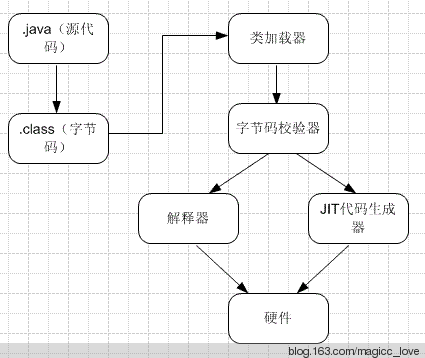 .java（源代
码）
类加载器
.class（字节
码）
字节码校验器
解释器
JIT代码生成
器
硬件
blog.163.com/magicc_love